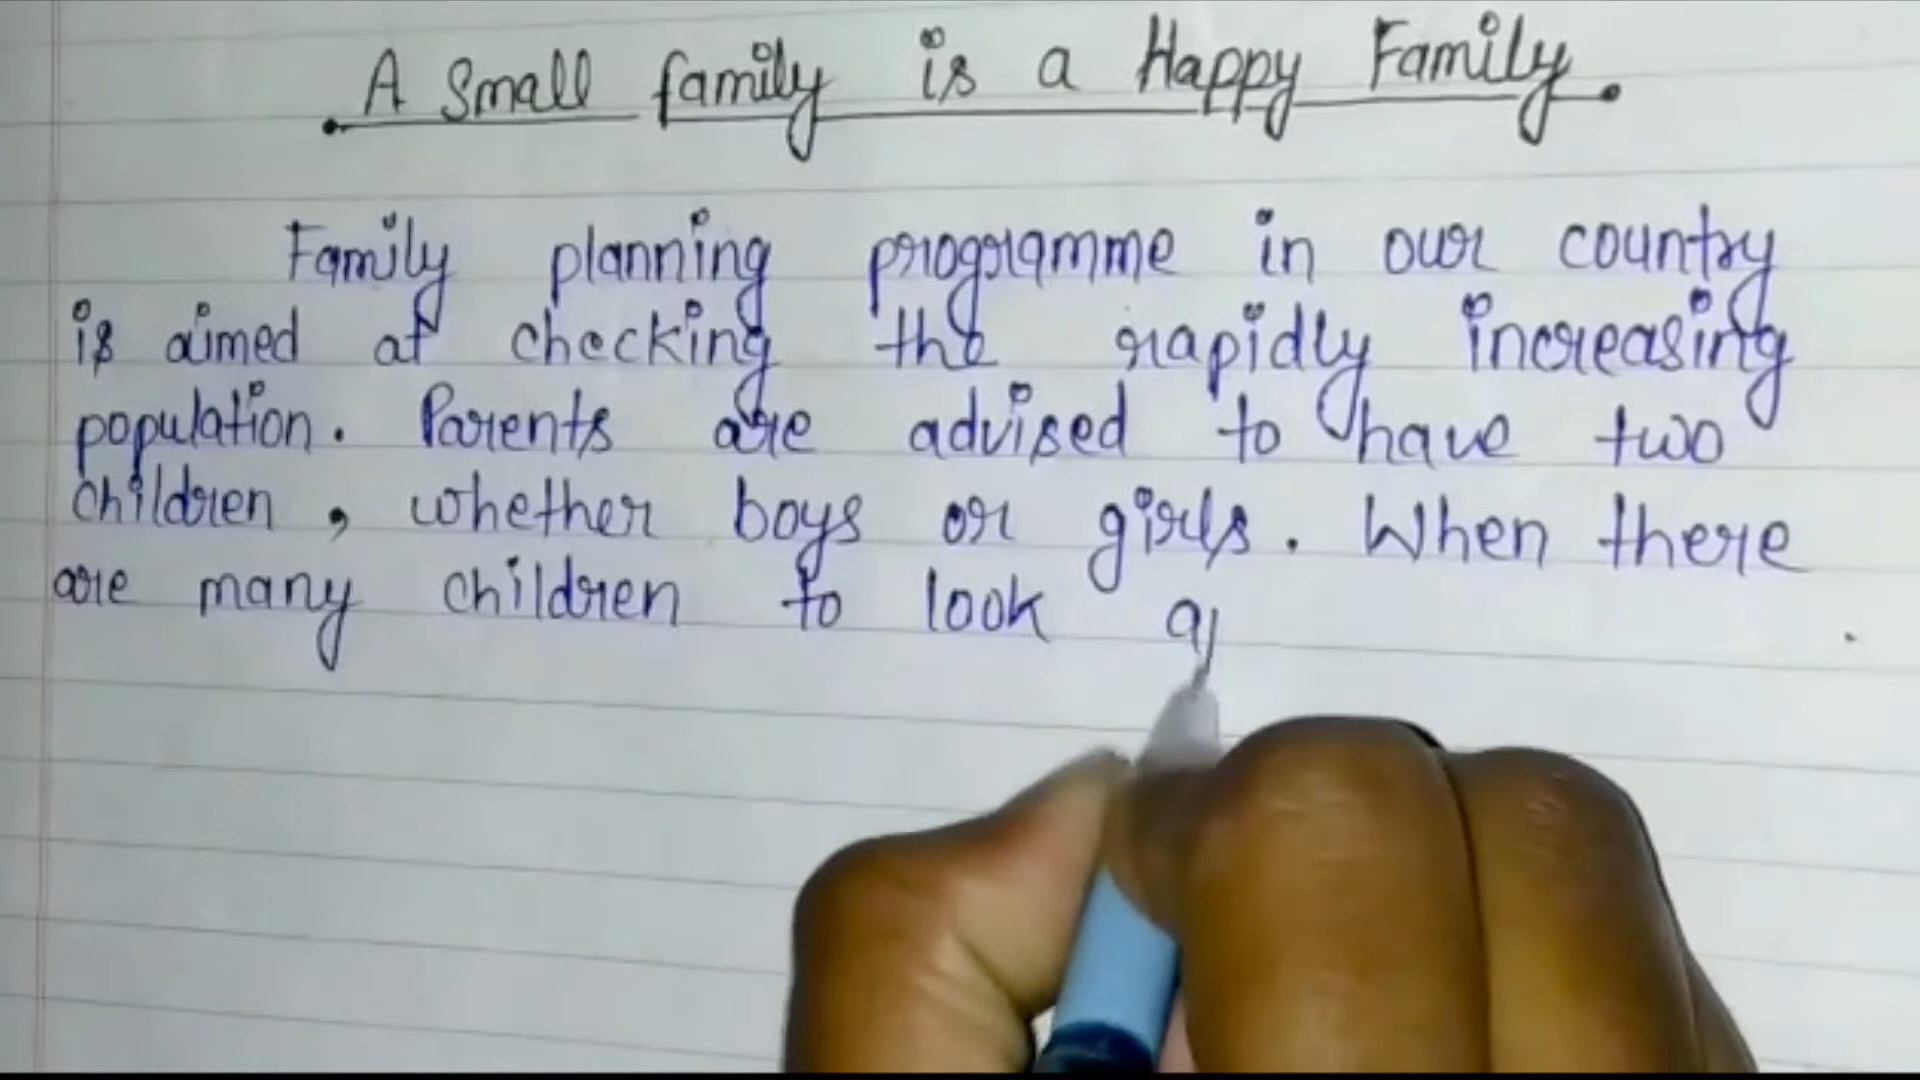 A Small family is a Happy Family.
Family planning programme in our country
is aimed at checking the rapidly increasing
population. Parents are advised to have two
children, whether boys or girls. When there
are many children to look